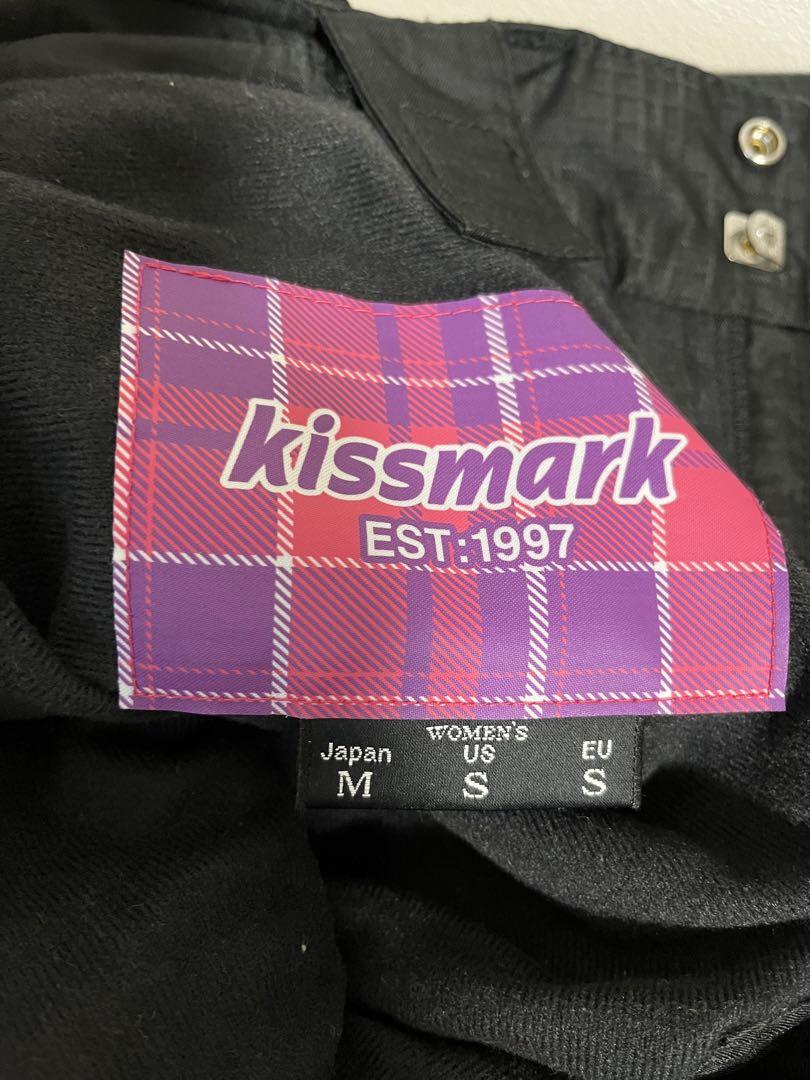 kissmark
EST:1997
WOMEN'S
Japan US EU
M S S